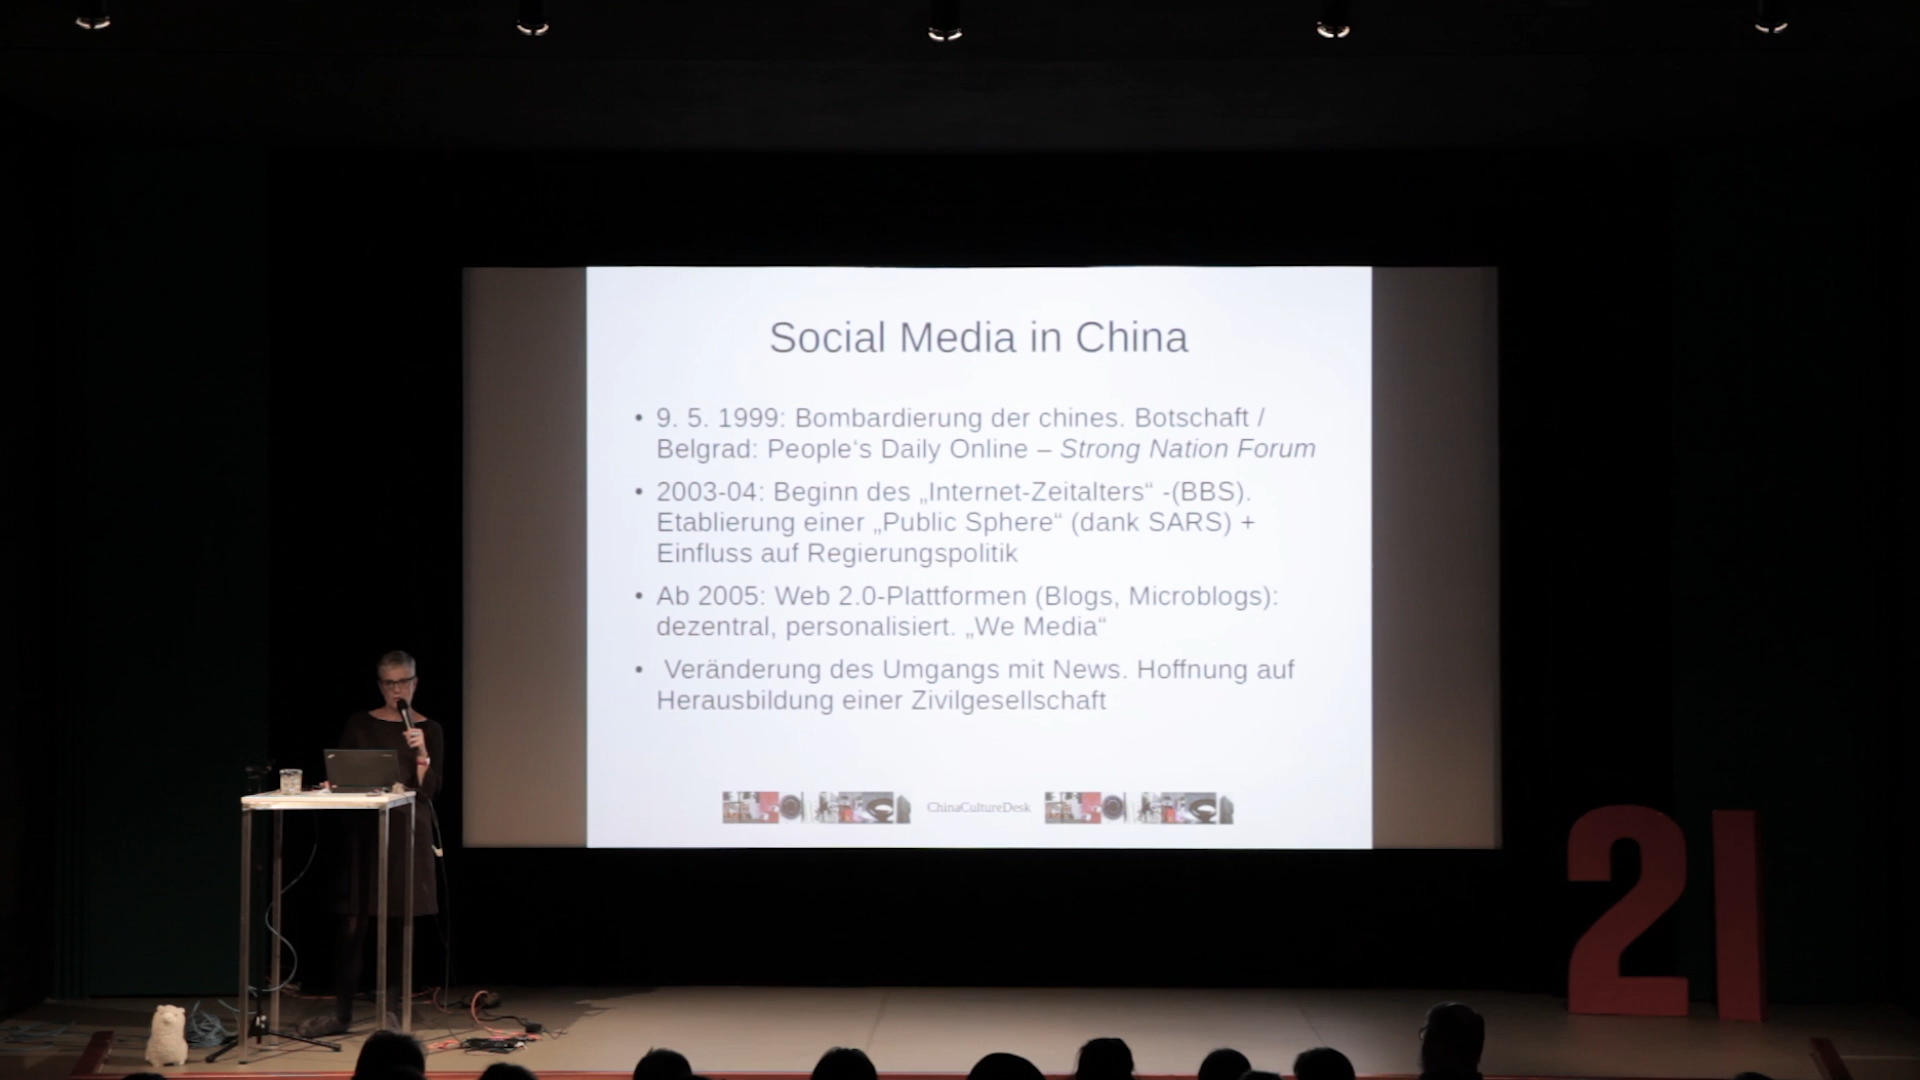 Social Media in China
• 9. 5. 1999: Bombardierung der chines. Botschaft /
Belgrad: People‘s Daily Online – Strong Nation Forum
• 2003-04: Beginn des „Internet-Zeitalters“ -(BBS).
Etablierung einer „Public Sphere“ (dank SARS) +
Einfluss auf Regierungspolitik
• Ab 2005: Web 2.0-Plattformen (Blogs, Microblogs):
dezentral, personalisiert. „We Media“
• Veränderung des Umgangs mit News. Hoffnung auf
Herausbildung einer Zivilgesellschaft
ChinaCultureDesk
21